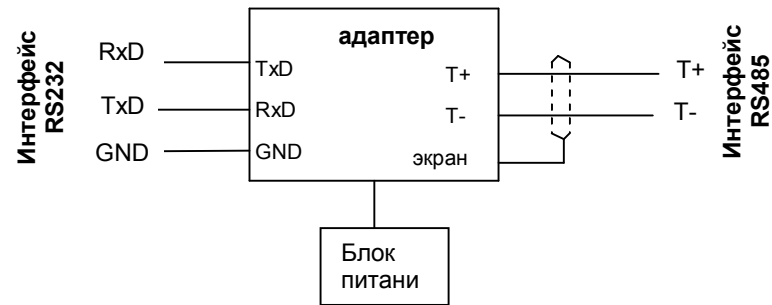 Интерфейс
RS232
RxD
TxD
GND
адаптер
TxD
RxD
GND
T+
T-
экран
T+
T-
Интерфейс
RS485
Блок
питани